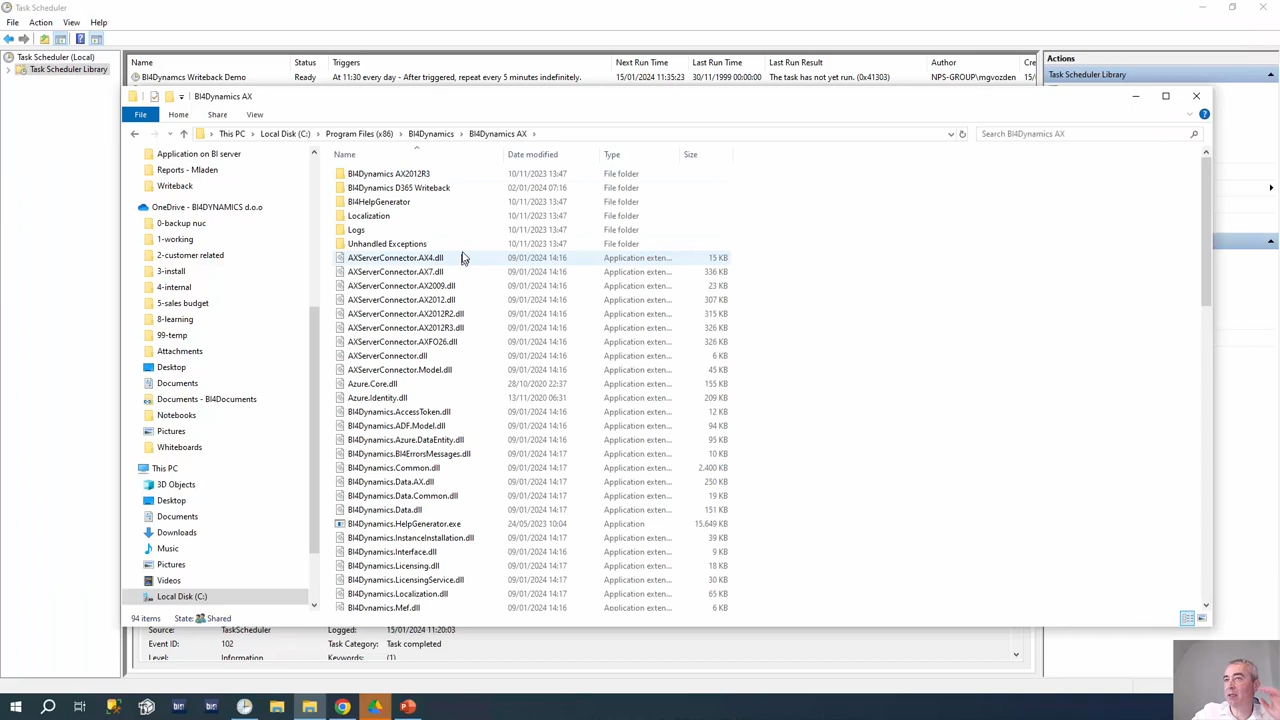 Task Scheduler
File Action View Help
Task Scheduler (Local)
Task Scheduler Library
Name Status Triggers Next Run Time Last Run Time Last Run Result Author Cre
BI4Dynamcs Writeback Demo Ready At 11:30 every day - After triggered, repeat every 5 minutes indefinitely. 15/01/2024 11:35:23 30/11/1999 00:00:00 The task has not yet run. (0x41303) NPS-GROUP\mgvozden 15/
Actions
Task Scheduler Library
BI4Dynamics AX
File Home Share View
This PC Local Disk (C:) Program Files (x86) BI4Dynamics BI4Dynamics AX
Search BI4Dynamics AX
Application on BI server
Reports - Mladen
Writeback
OneDrive - BI4DYNAMICS d.o.o
0-backup nuc
1-working
2-customer related
3-install
4-internal
5-sales budget
8-learning
99-temp
Attachments
Desktop
Documents
Documents - BI4Documents
Notebooks
Pictures
Whiteboards
This PC
3D Objects
Desktop
Documents
Downloads
Music
Pictures
Videos
Local Disk (C:)
Name Date modified Type Size
BI4Dynamics AX2012R3 10/11/2023 13:47 File folder
BI4Dynamics D365 Writeback 02/01/2024 07:16 File folder
BI4HelpGenerator 10/11/2023 13:47 File folder
Localization 10/11/2023 13:47 File folder
Logs 10/11/2023 13:47 File folder
Unhandled Exceptions 10/11/2023 13:47 File folder
AXServerConnector.AX4.dll 09/01/2024 14:16 Application exten... 15 KB
AXServerConnector.AX7.dll 09/01/2024 14:16 Application exten... 336 KB
AXServerConnector.AX2009.dll 09/01/2024 14:16 Application exten... 23 KB
AXServerConnector.AX2012.dll 09/01/2024 14:16 Application exten... 307 KB
AXServerConnector.AX2012R2.dll 09/01/2024 14:16 Application exten... 315 KB
AXServerConnector.AX2012R3.dll 09/01/2024 14:16 Application exten... 326 KB
AXServerConnector.AXFO26.dll 09/01/2024 14:16 Application exten... 326 KB
AXServerConnector.dll 09/01/2024 14:16 Application exten... 6 KB
AXServerConnector.Model.dll 09/01/2024 14:16 Application exten... 45 KB
Azure.Core.dll 28/10/2020 22:37 Application exten... 155 KB
Azure.Identity.dll 13/11/2020 06:31 Application exten... 209 KB
BI4Dynamics.AccessToken.dll 09/01/2024 14:16 Application exten... 12 KB
BI4Dynamics.ADF.Model.dll 09/01/2024 14:16 Application exten... 94 KB
BI4Dynamics.Azure.DataEntity.dll 09/01/2024 14:16 Application exten... 95 KB
BI4Dynamics.BI4ErrorsMessages.dll 09/01/2024 14:17 Application exten... 10 KB
BI4Dynamics.Common.dll 09/01/2024 14:16 Application exten... 2.400 KB
BI4Dynamics.Data.AX.dll 09/01/2024 14:17 Application exten... 250 KB
BI4Dynamics.Data.Common.dll 09/01/2024 14:17 Application exten... 19 KB
BI4Dynamics.Data.dll 09/01/2024 14:17 Application exten... 151 KB
BI4Dynamics.HelpGenerator.exe 24/05/2023 10:04 Application 15.649 KB
BI4Dynamics.InstanceInstallation.dll 09/01/2024 14:17 Application exten... 39 KB
BI4Dynamics.Interface.dll 09/01/2024 14:16 Application exten... 9 KB
BI4Dynamics.Licensing.dll 09/01/2024 14:17 Application exten... 18 KB
BI4Dynamics.LicensingService.dll 09/01/2024 14:17 Application exten... 30 KB
BI4Dynamics.Localization.dll 09/01/2024 14:17 Application exten... 65 KB
BI4Dynamics.Mef.dll 09/01/2024 14:16 Application exten... 6 KB
94 items State: Shared
Source: TaskScheduler Logged: 15/01/2024 11:20:03
Event ID: 102 Task Category: Task completed
Level: Information Keywords: (1)